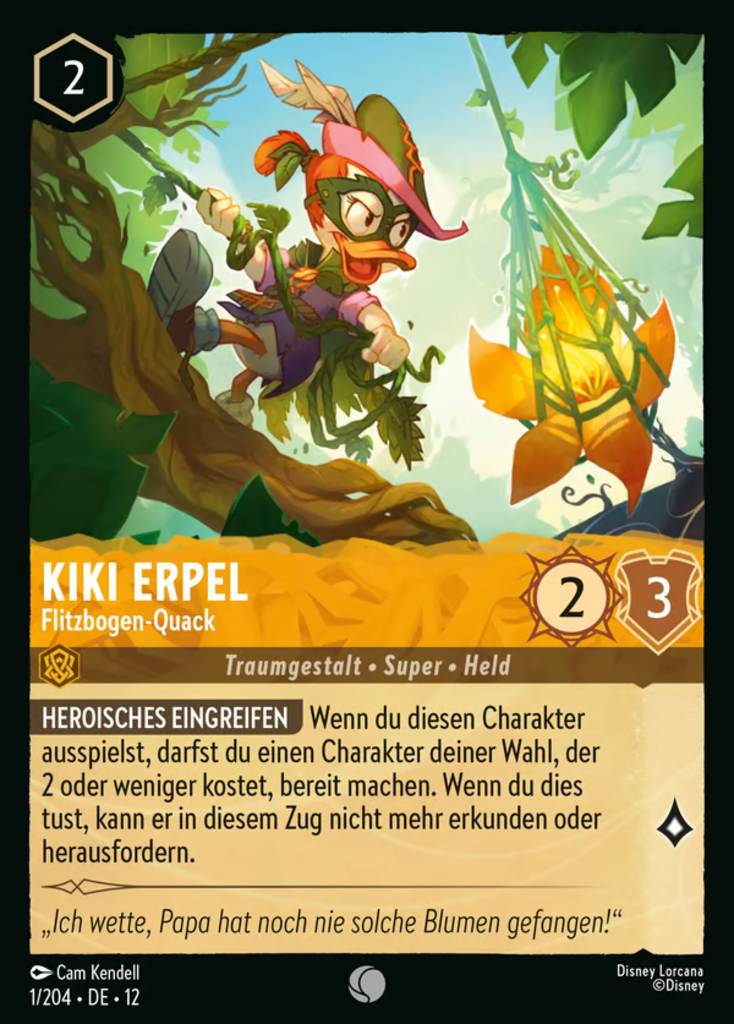 2
KIKI ERPEL
Flitzbogen-Quack
2
3
Traumgestalt • Super • Held
HEROISCHES EINGREIFEN Wenn du diesen Charakter
ausspielst, darfst du einen Charakter deiner Wahl, der
2 oder weniger kostet, bereit machen. Wenn du dies
tust, kann er in diesem Zug nicht mehr erkunden oder
herausfordern.
„Ich wette, Papa hat noch nie solche Blumen gefangen!“
Cam Kendell
1/204 • DE • 12
Disney Lorcana
©Disney